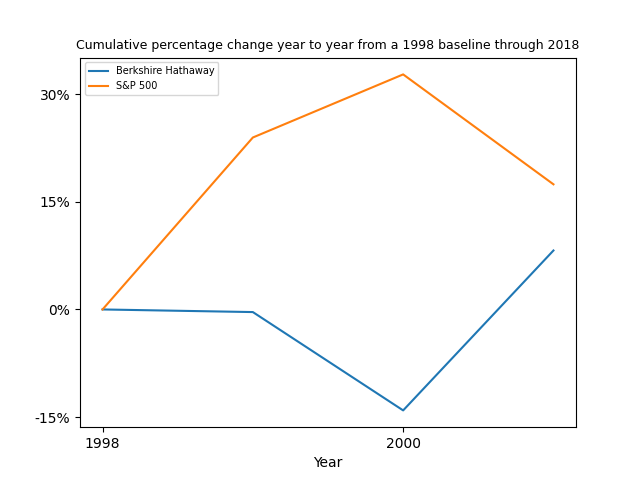 Cumulative percentage change year to year from a 1998 baseline through 2018
Berkshire Hathaway
S&P 500
30%
15%
0%
-15%
1998
2000
Year